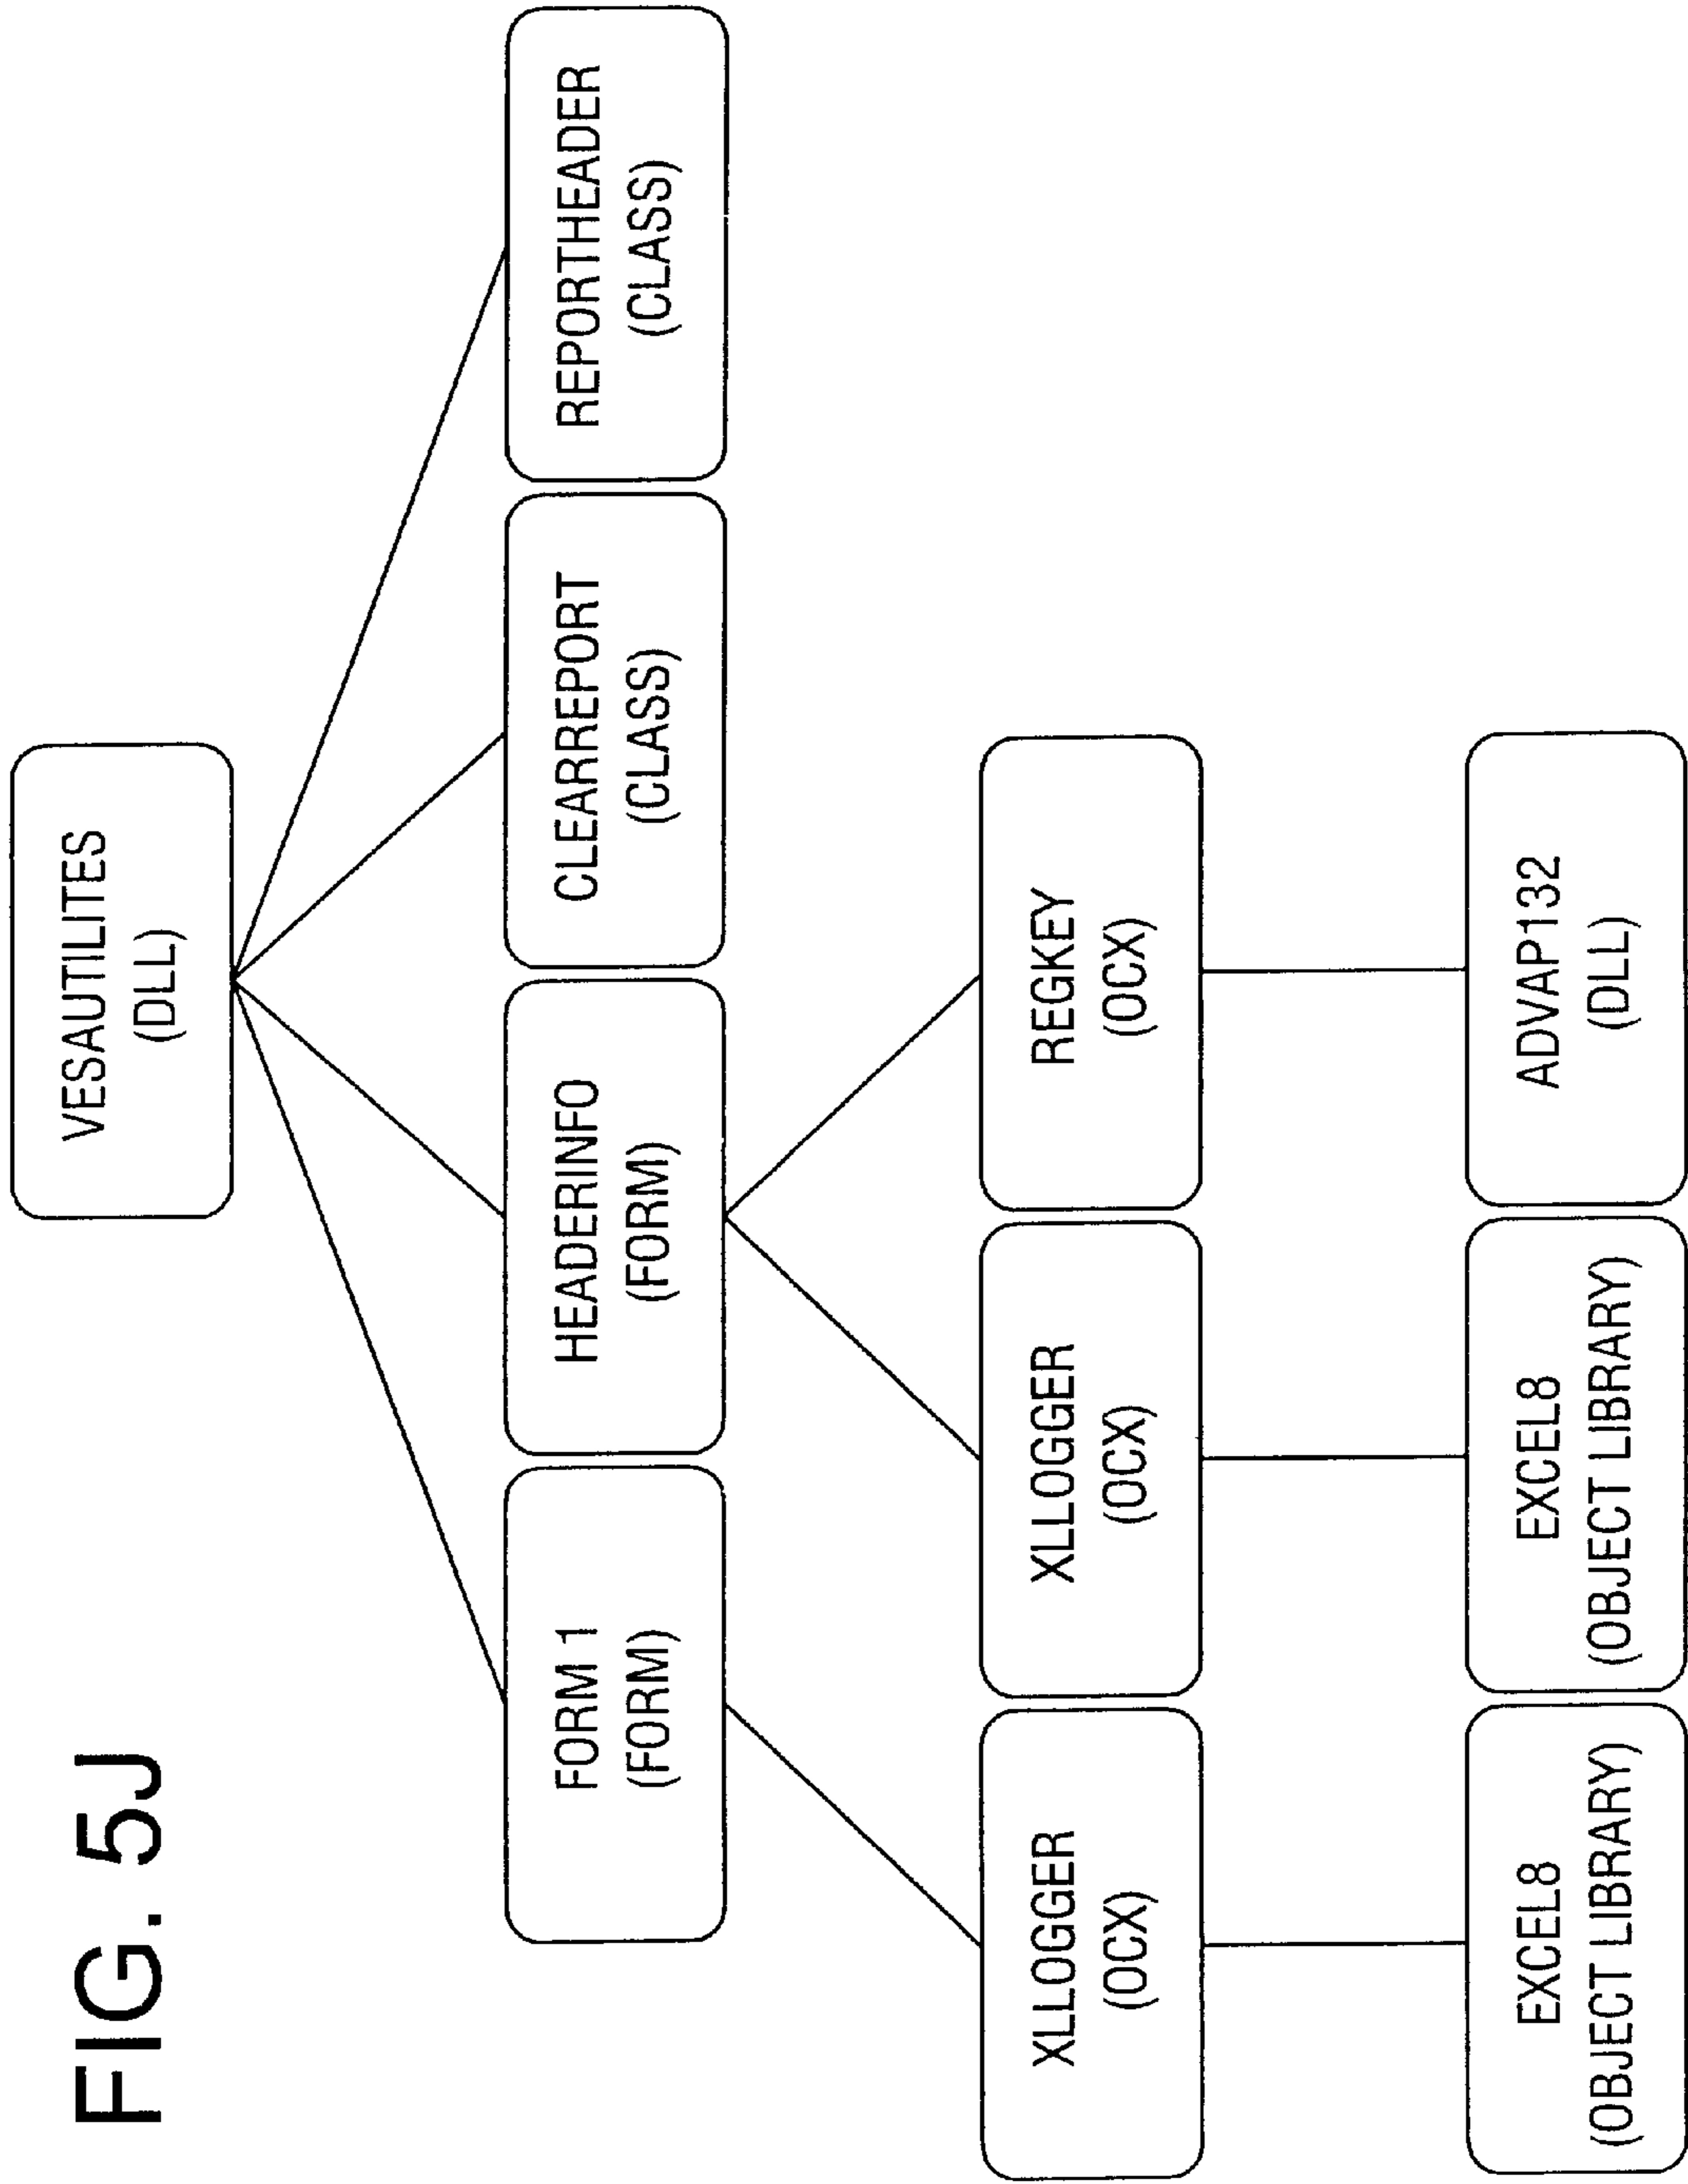 FIG. 5J
VESAUTILITES
(DLL)
FORM 1
(FORM)
HEADERINFO
(FORM)
CLEARREPORT
(CLASS)
REPORTHEADER
(CLASS)
XLLOGGER
(OCX)
XLLOGGER
(OCX)
REGKEY
(OCX)
EXCEL8
(OBJECT LIBRARY)
EXCEL8
(OBJECT LIBRARY)
ADVAP132
(DLL)